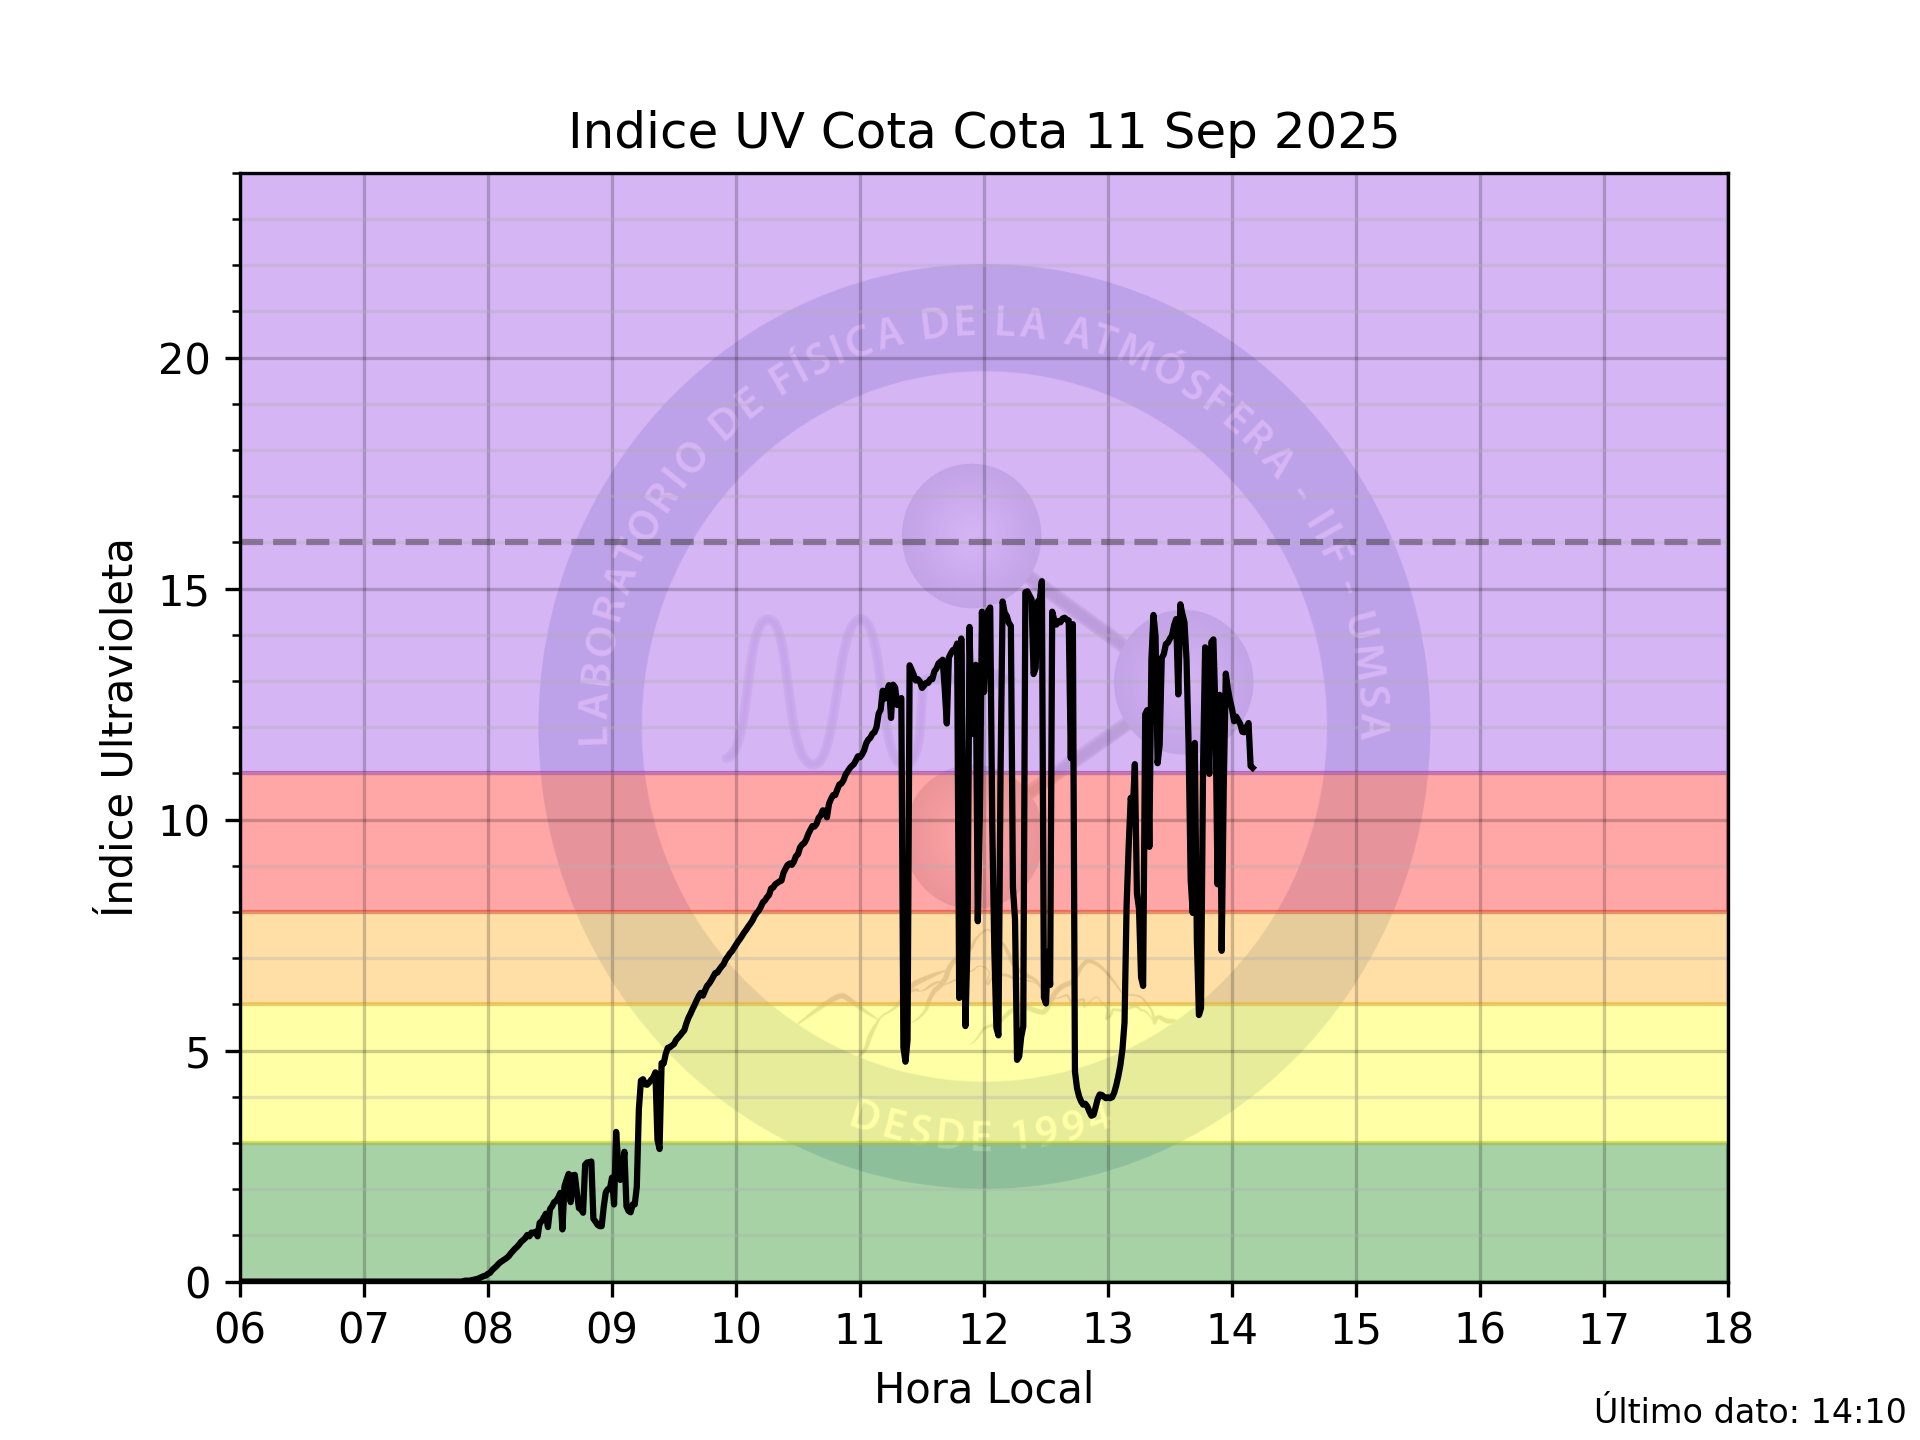 Indice UV Cota Cota 11 Sep 2025
LABORATORIO DE FÍSICA DE LA ATMÓSFERA - IIF - UMSA
DESDE 1994
Índice Ultravioleta
20
15
10
5
0
06 07 08 09 10 11 12 13 14 15 16 17 18
Hora Local
Último dato: 14:10